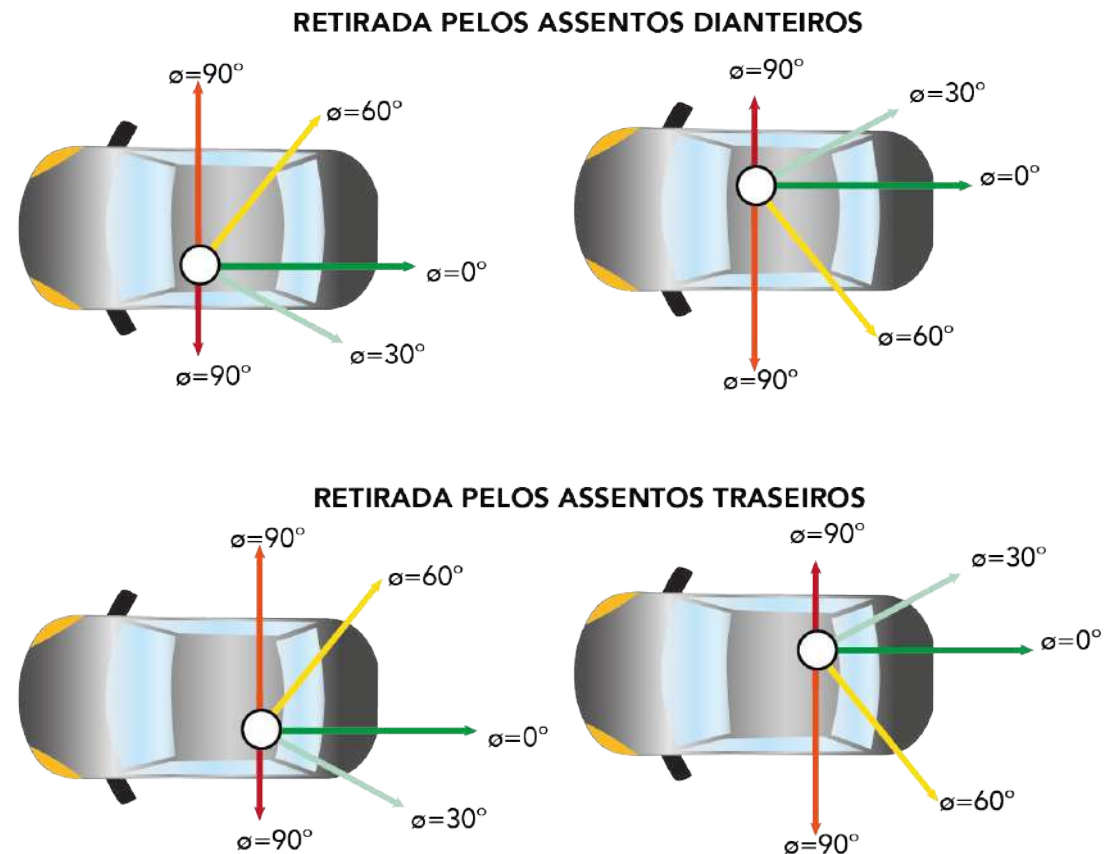 RETIRADA PELOS ASSENTOS DIANTEIROS
ø=90º
ø=60º
ø=0º
ø=30º
ø=90º
ø=90º
ø=30º
ø=0º
ø=60º
ø=90º
RETIRADA PELOS ASSENTOS TRASEIROS
ø=90º
ø=60º
ø=0º
ø=30º
ø=90º
ø=90º
ø=30º
ø=0º
ø=60º
ø=90º